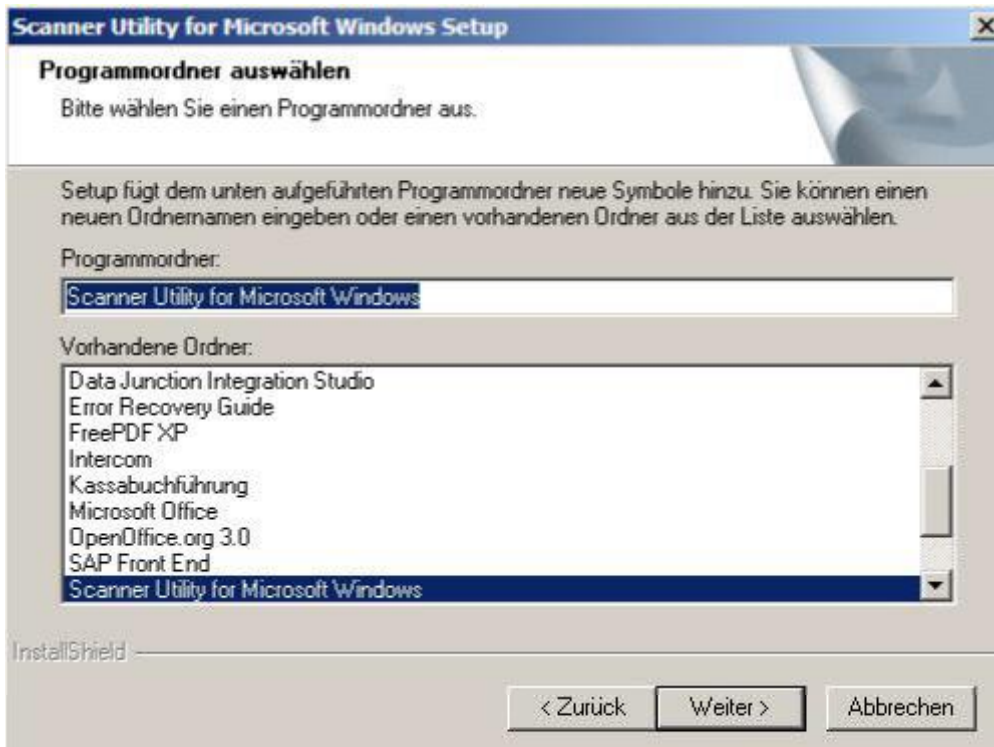 Scanner Utility for Microsoft Windows Setup
Programmordner auswählen
Bitte wählen Sie einen Programmordner aus.
Setup fügt dem unten aufgeführten Programmordner neue Symbole hinzu. Sie können einen
neuen Ordnernamen eingeben oder einen vorhandenen Ordner aus der Liste auswählen.
Programmordner:
Scanner Utility for Microsoft Windows
Vorhandene Ordner:
Data Junction Integration Studio
Error Recovery Guide
FreePDF XP
Intercom
Kassabuchführung
Microsoft Office
OpenOffice.org 3.0
SAP Front End
Scanner Utility for Microsoft Windows
InstallShield
< Zurück Weiter > Abbrechen